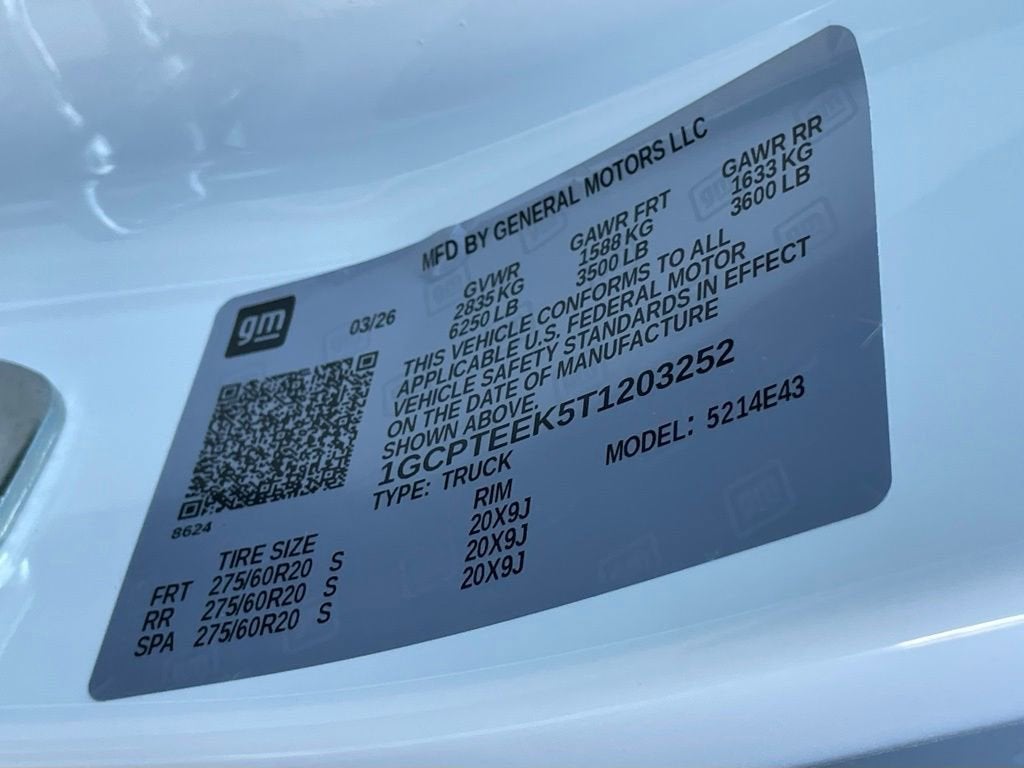 MFD BY GENERAL MOTORS LLC
gm
03/26
GVWR GAWR FRT GAWR RR
2835 KG 1588 KG 1633 KG
6250 LB 3500 LB 3600 LB
THIS VEHICLE CONFORMS TO ALL
APPLICABLE U.S. FEDERAL MOTOR
VEHICLE SAFETY STANDARDS IN EFFECT
ON THE DATE OF MANUFACTURE
SHOWN ABOVE.
1GCPTEEK5T1203252
TYPE: TRUCK MODEL: 5214E43
8624
TIRE SIZE RIM
FRT 275/60R20 S 20X9J
RR 275/60R20 S 20X9J
SPA 275/60R20 S 20X9J